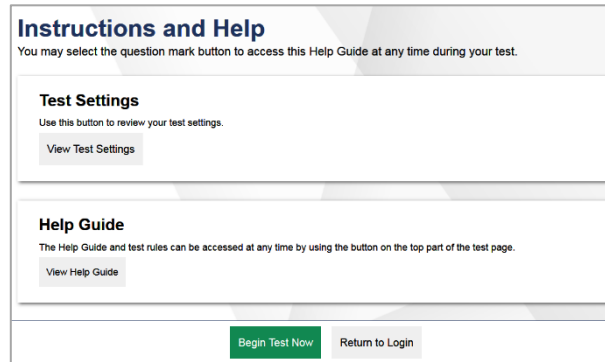 Instructions and Help
You may select the question mark button to access this Help Guide at any time during your test.
Test Settings
Use this button to review your test settings.
View Test Settings
Help Guide
The Help Guide and test rules can be accessed at any time by using the button on the top part of the test page.
View Help Guide
Begin Test Now
Return to Login